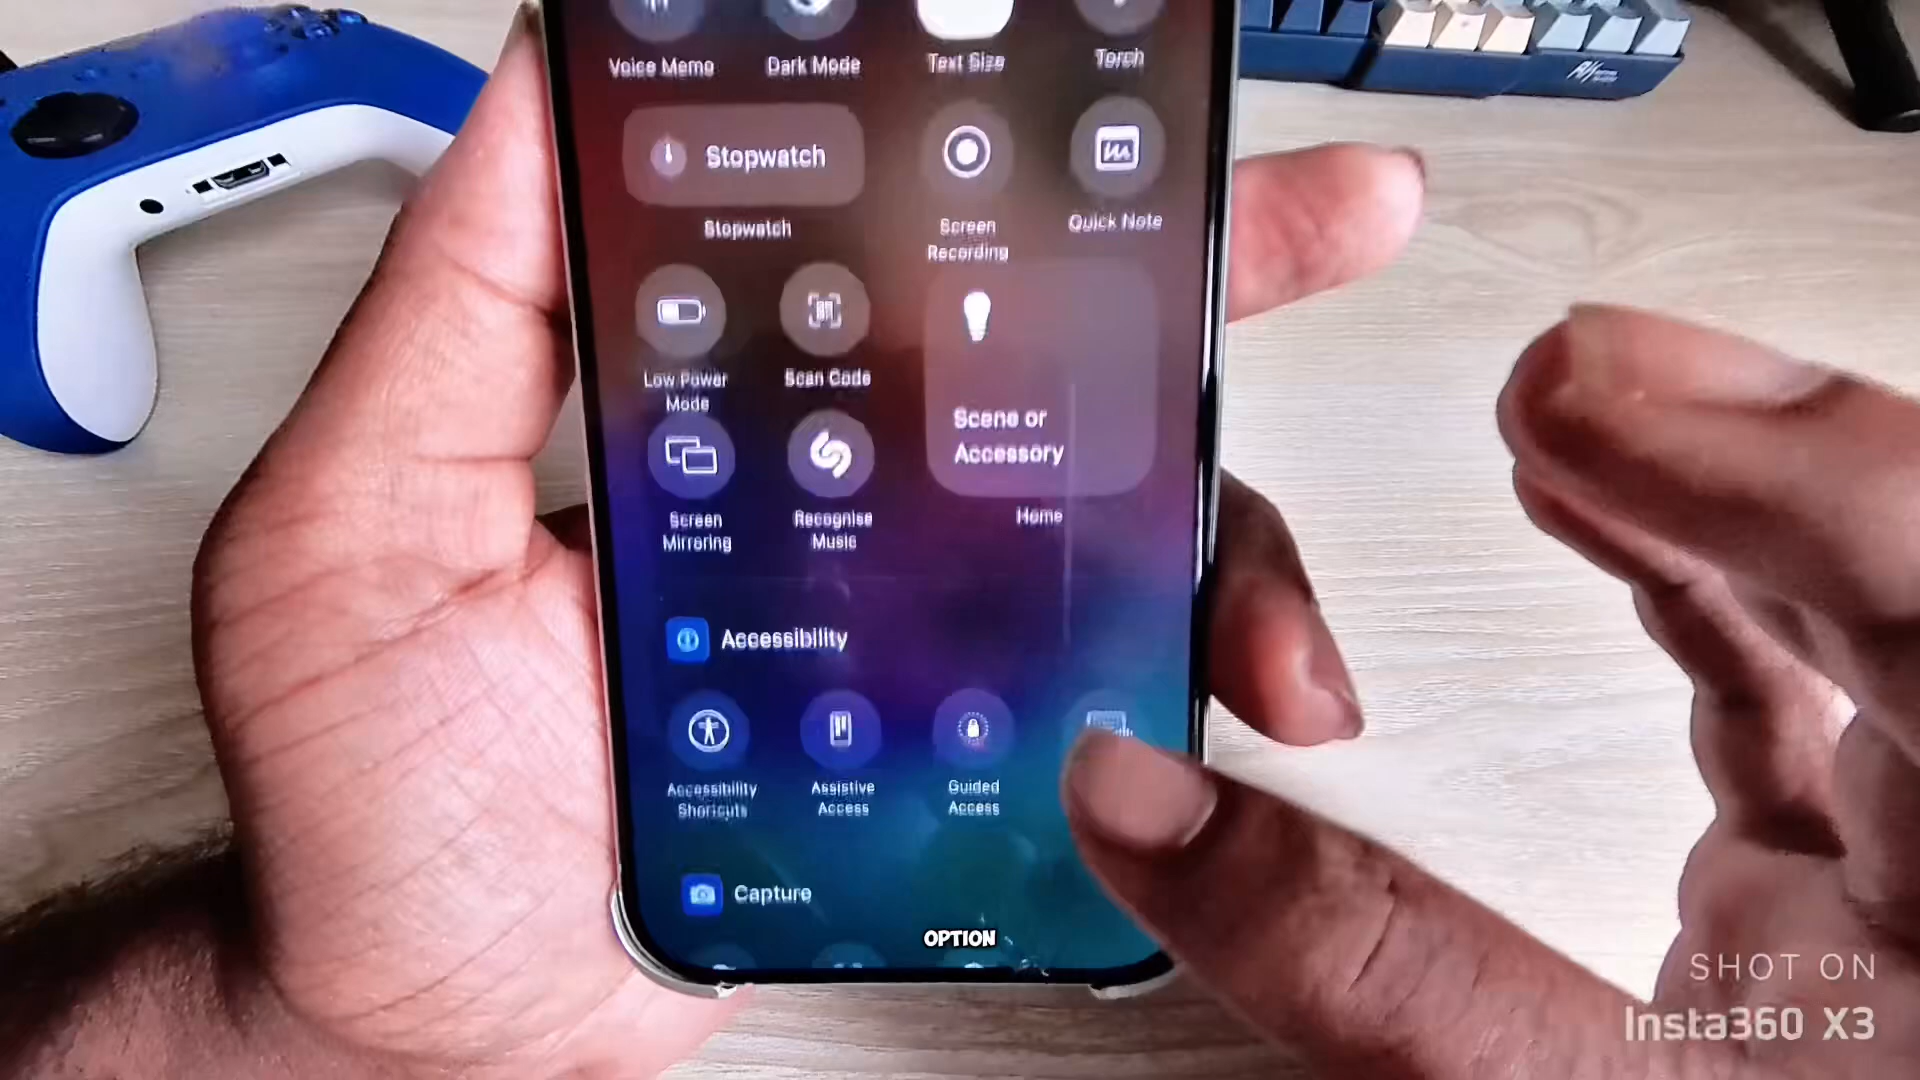 Voice Memo
Dark Mode
Text Size
Torch
Stopwatch
Stopwatch
Screen
Recording
Quick Note
Low Power
Mode
Scan Code
Scene or
Accessory
Home
Screen
Mirroring
Recognise
Music
Accessibility
Accessibility
Shortcuts
Assistive
Access
Guided
Access
Capture
OPTION
SHOT ON
Insta360 X3